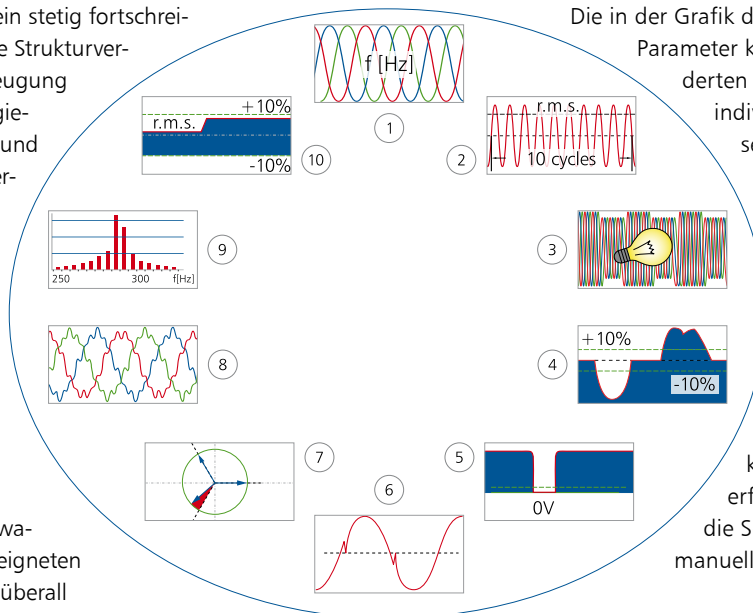 ein stetig fortschrei-
e Strukturver-
eugung
gie-
und
er-
Die in der Grafik d
Parameter k
derten
indiv
se
f [Hz]
1
r.m.s.
10 cycles
2
3
+10%
-10%
4
0V
5
6
7
8
250
300
f[Hz]
9
+10%
r.m.s.
-10%
10
wa-
eigneten
überall
k
erf
die S
manuell